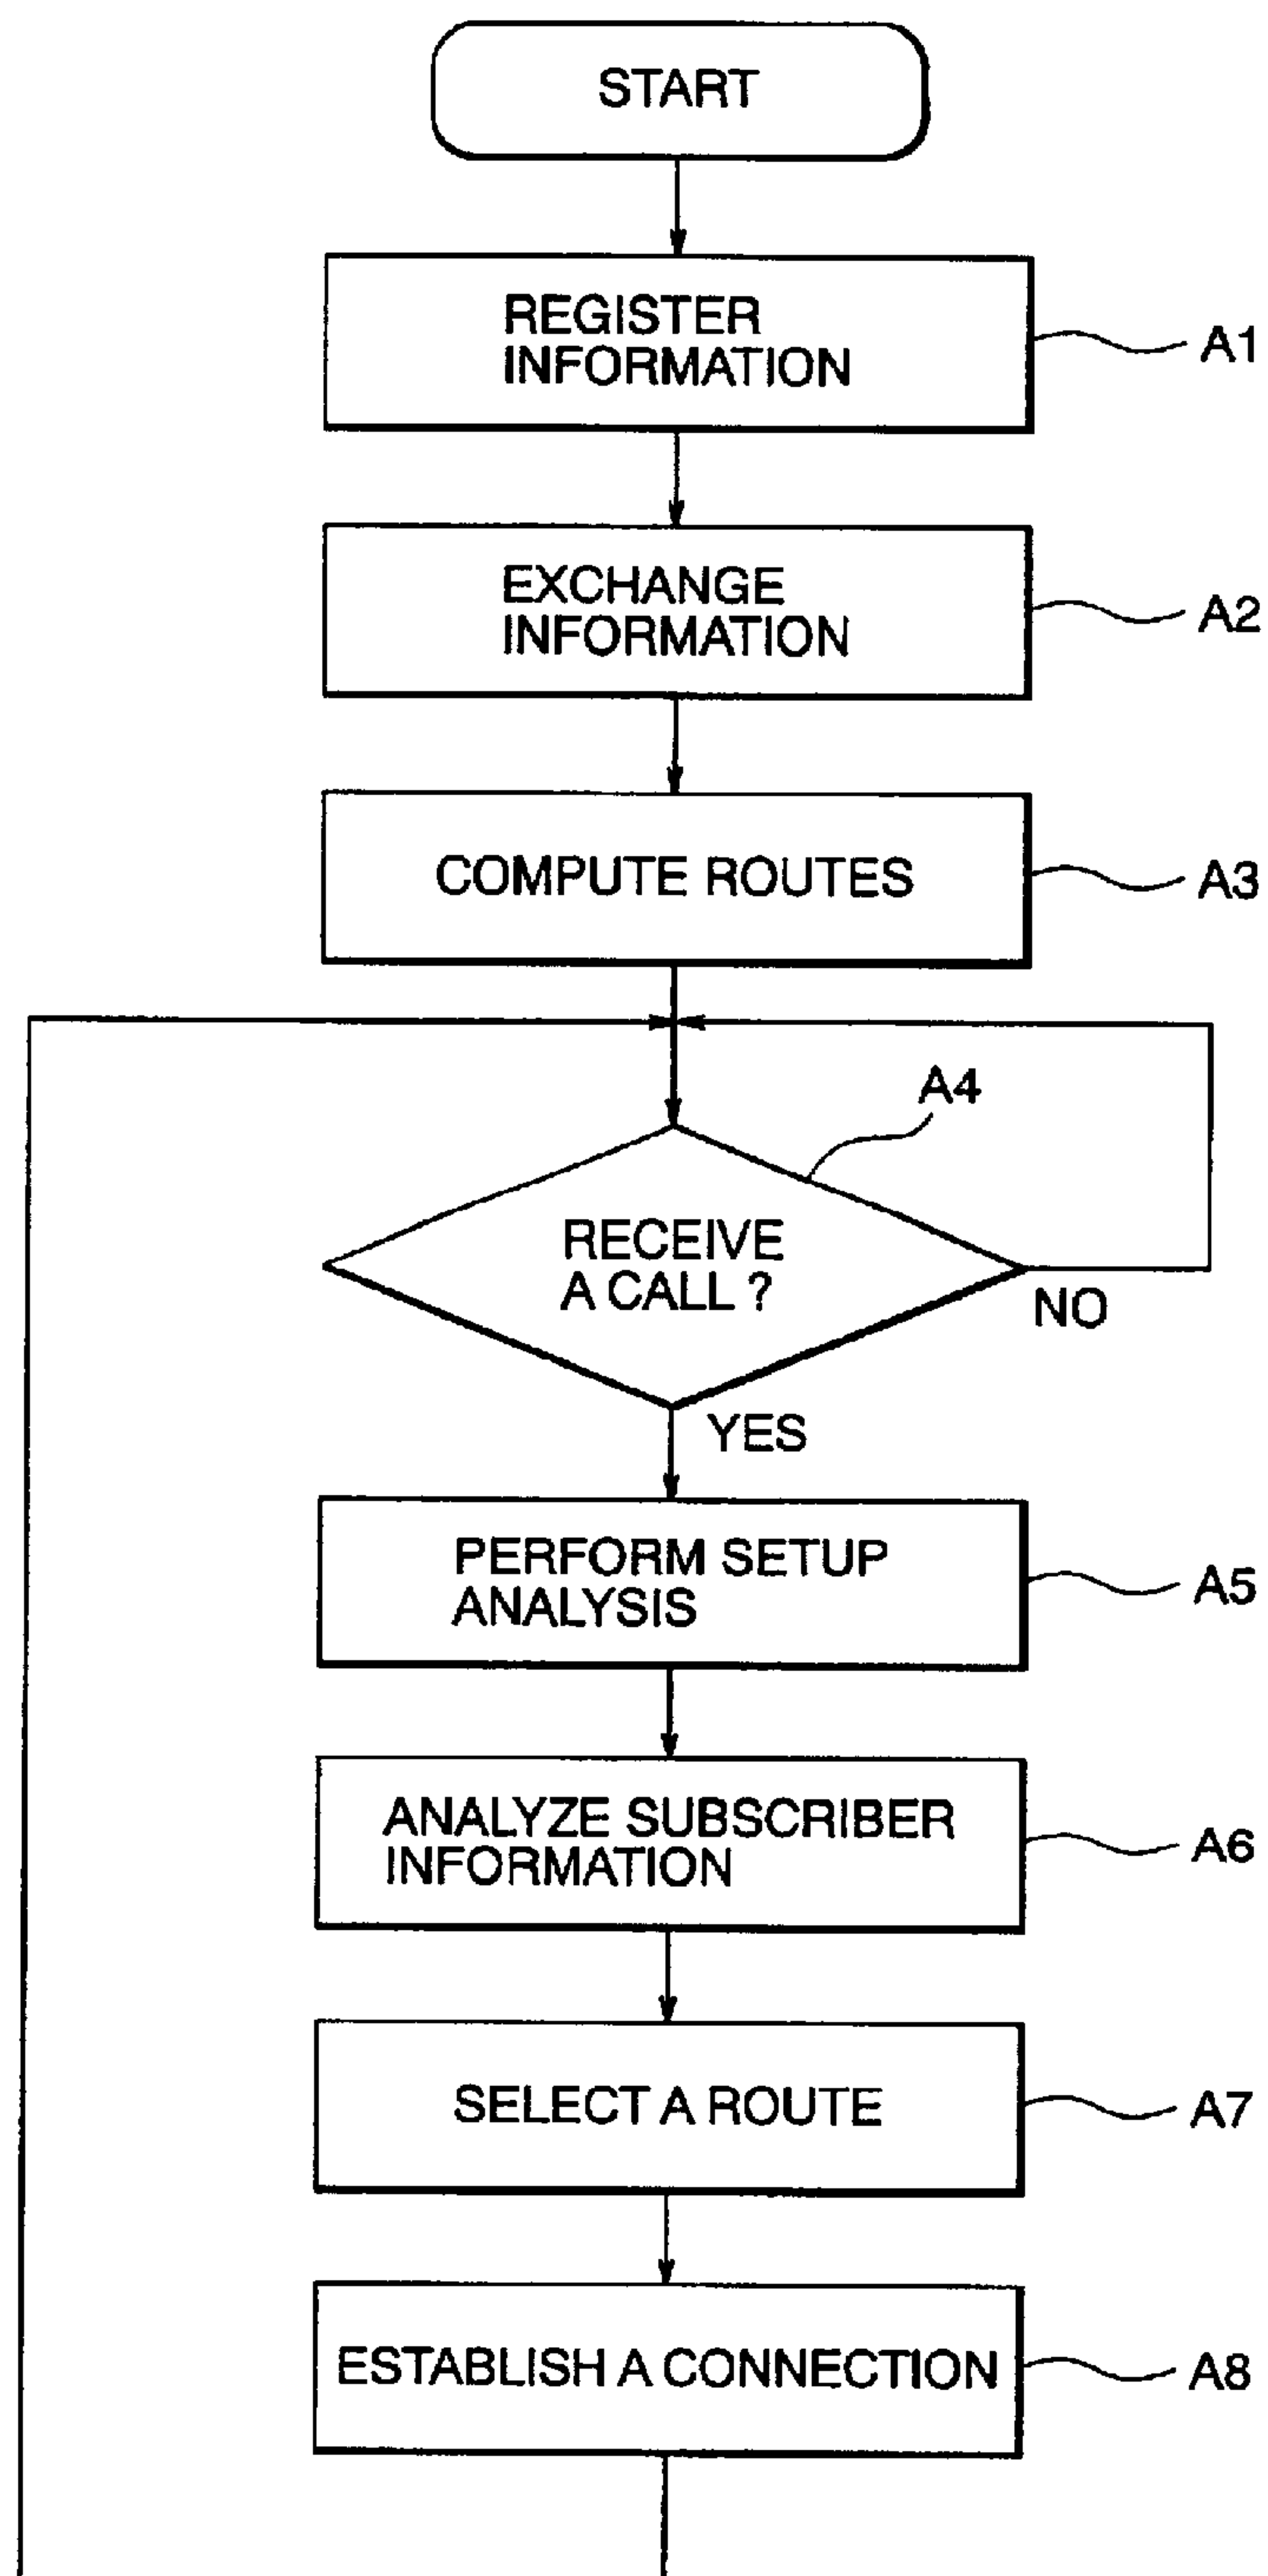 START
REGISTER
INFORMATION
A1
EXCHANGE
INFORMATION
A2
COMPUTE ROUTES
A3
A4
RECEIVE
A CALL ?
NO
YES
PERFORM SETUP
ANALYSIS
A5
ANALYZE SUBSCRIBER
INFORMATION
A6
SELECT A ROUTE
A7
ESTABLISH A CONNECTION
A8